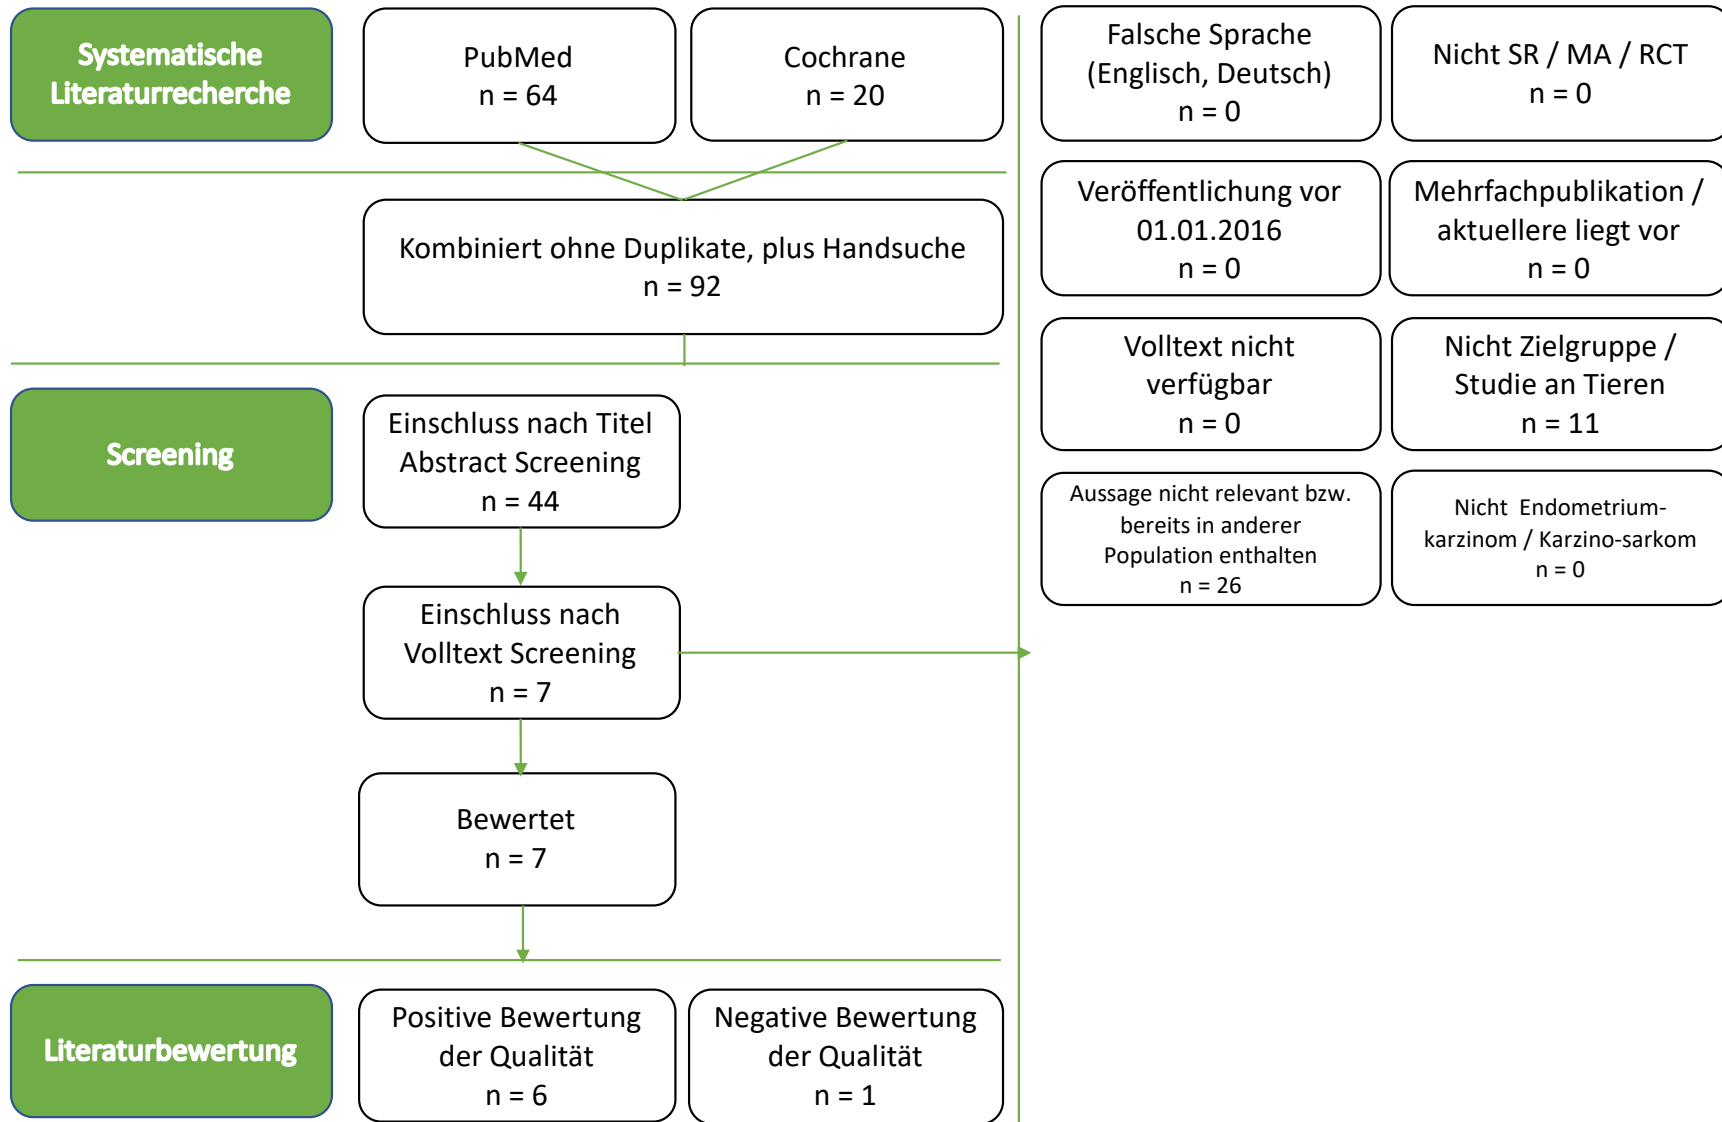 Systematische
Literaturrecherche
PubMed
n = 64
Cochrane
n = 20
Kombiniert ohne Duplikate, plus Handsuche
n = 92
Screening
Einschluss nach Titel
Abstract Screening
n = 44
Einschluss nach
Volltext Screening
n = 7
Bewertet
n = 7
Literaturbewertung
Positive Bewertung
der Qualität
n = 6
Negative Bewertung
der Qualität
n = 1
Falsche Sprache
(Englisch, Deutsch)
n = 0
Nicht SR / MA / RCT
n = 0
Veröffentlichung vor
01.01.2016
n = 0
Mehrfachpublikation /
aktuellere liegt vor
n = 0
Volltext nicht
verfügbar
n = 0
Nicht Zielgruppe /
Studie an Tieren
n = 11
Aussage nicht relevant bzw.
bereits in anderer
Population enthalten
n = 26
Nicht Endometrium-
karzinom / Karzino-sarkom
n = 0